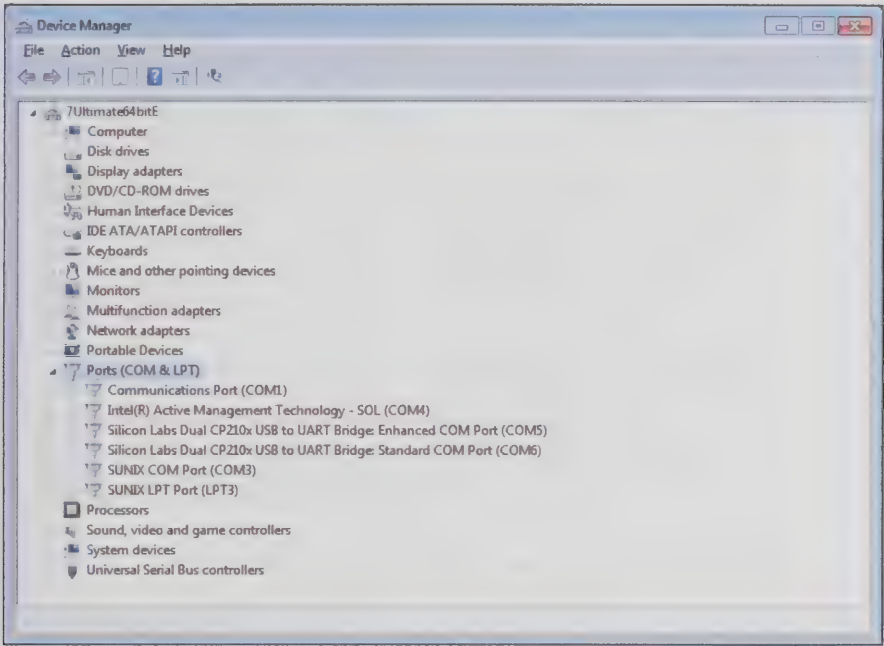 Device Manager
File Action View Help
7Ultimate64bitE
Computer
Disk drives
Display adapters
DVD/CD-ROM drives
Human Interface Devices
IDE ATA/ATAPI controllers
Keyboards
Mice and other pointing devices
Monitors
Multifunction adapters
Network adapters
Portable Devices
Ports (COM & LPT)
Communications Port (COM1)
Intel(R) Active Management Technology - SOL (COM4)
Silicon Labs Dual CP210x USB to UART Bridge: Enhanced COM Port (COM5)
Silicon Labs Dual CP210x USB to UART Bridge: Standard COM Port (COM6)
SUNIX COM Port (COM3)
SUNIX LPT Port (LPT3)
Processors
Sound, video and game controllers
System devices
Universal Serial Bus controllers